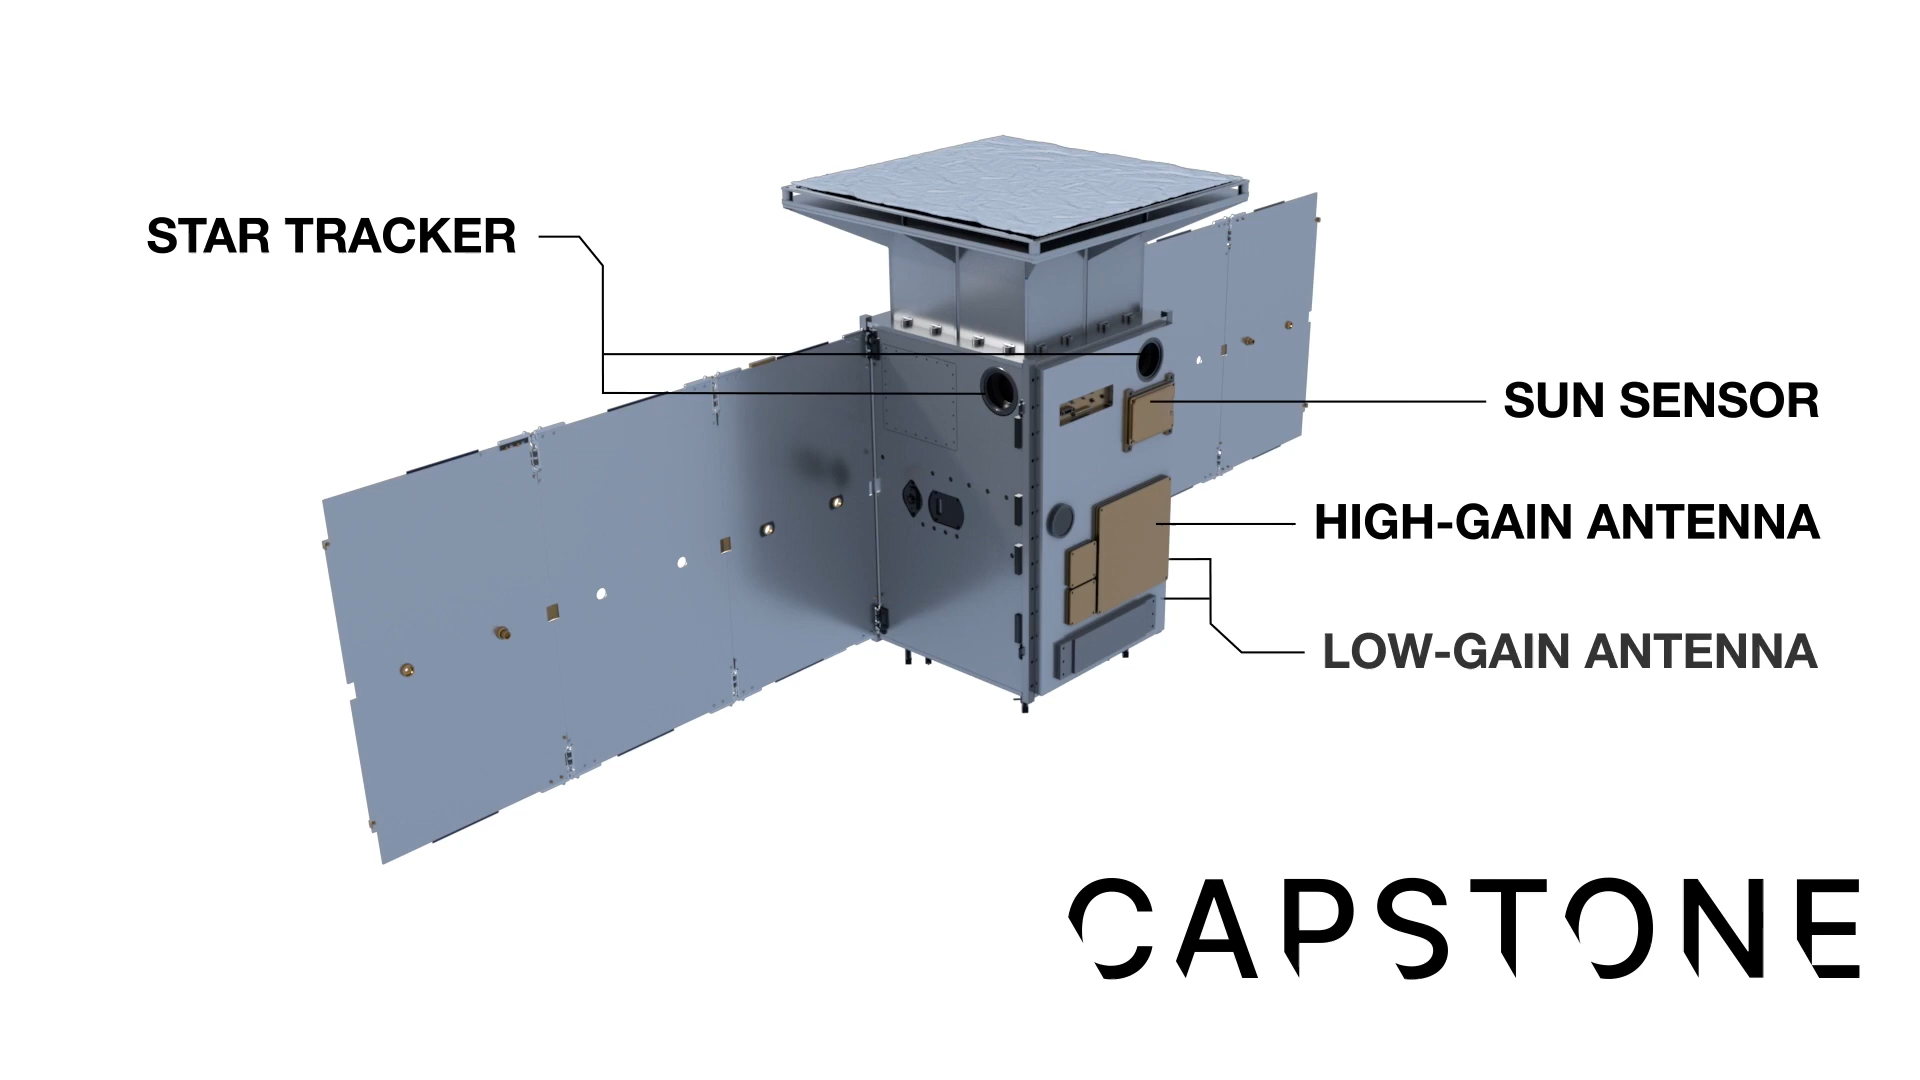 STAR TRACKER
SUN SENSOR
HIGH-GAIN ANTENNA
LOW-GAIN ANTENNA
CAPSTONE